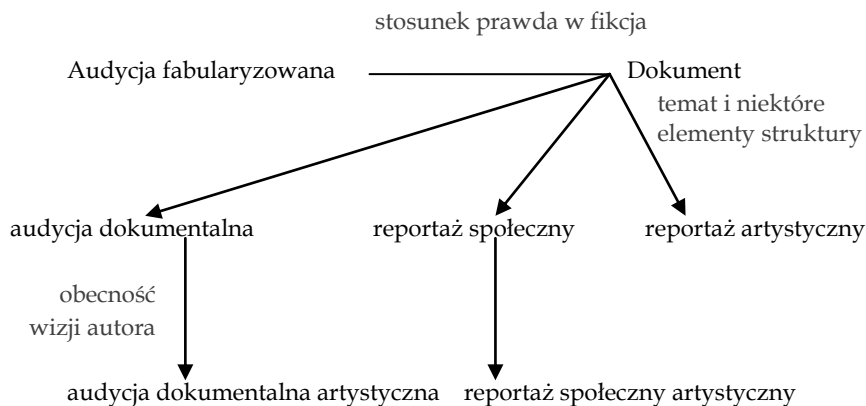 stosunek prawda w fikcja
Audycja fabularyzowana
Dokument
temat i niektóre
elementy struktury
audycja dokumentalna
reportaż społeczny
reportaż artystyczny
obecność
wizji autora
audycja dokumentalna artystyczna
reportaż społeczny artystyczny